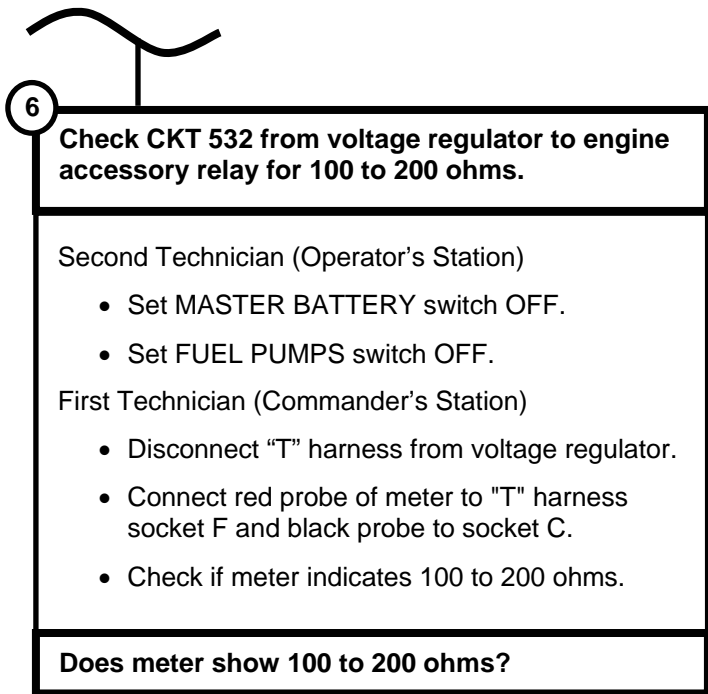 6
Check CKT 532 from voltage regulator to engine
accessory relay for 100 to 200 ohms.
Second Technician (Operator’s Station)
• Set MASTER BATTERY switch OFF.
• Set FUEL PUMPS switch OFF.
First Technician (Commander’s Station)
• Disconnect “T” harness from voltage regulator.
• Connect red probe of meter to "T" harness
socket F and black probe to socket C.
• Check if meter indicates 100 to 200 ohms.
Does meter show 100 to 200 ohms?